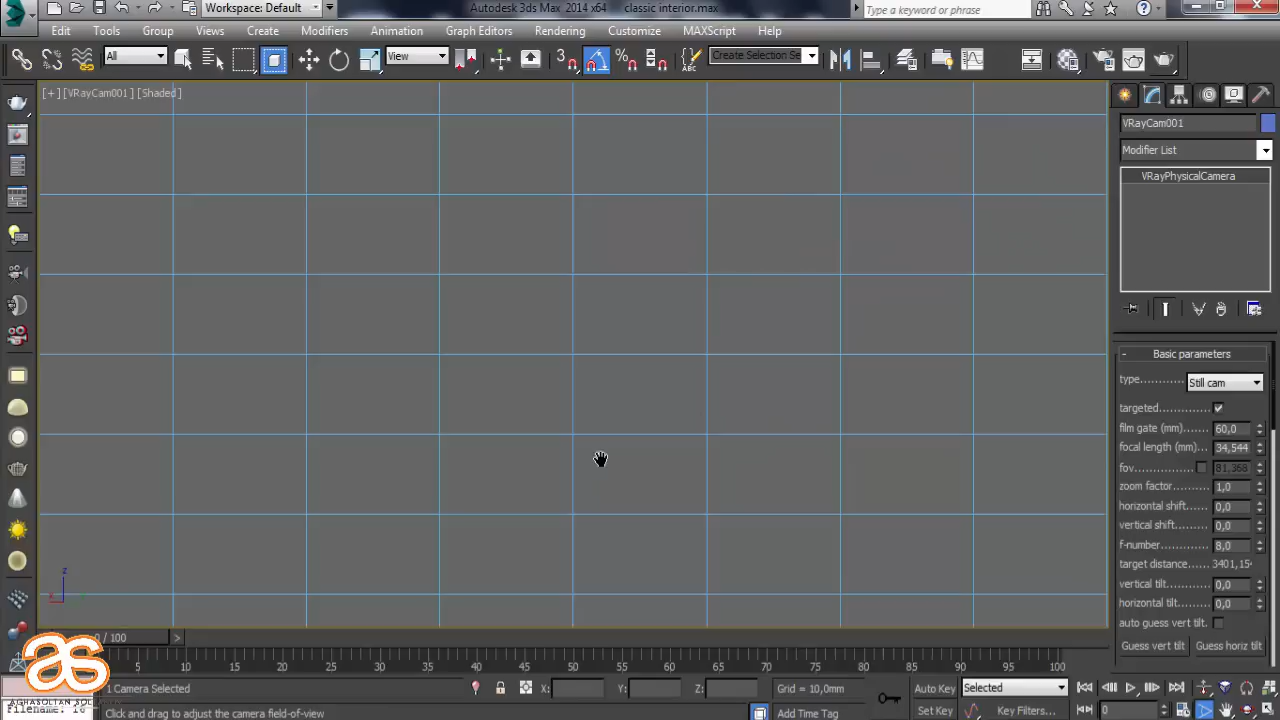 Workspace: Default
Autodesk 3ds Max 2014 x64 classic interior.max
Type a keyword or phrase
Edit Tools Group Views Create Modifiers Animation Graph Editors Rendering Customize MAXScript Help
All
View
3
Create Selection Se
[+] [VRayCam001] [Shaded]
VRayCam001
Modifier List
VRayPhysicalCamera
- Basic parameters
type........... Still cam
targeted...............
film gate (mm)..... 60,0
focal length (mm)... 34,544
fov.................... 81,368
zoom factor........ 1,0
horizontal shift...... 0,0
vertical shift........ 0,0
f-number............. 8,0
target distance..... 3401,15
vertical tilt........... 0,0
horizontal tilt........ 0,0
auto guess vert tilt.
Guess vert tilt Guess horiz tilt
z
x
0 / 100 >
5 10 15 20 25 30 35 40 45 50 55 60 65 70 75 80 85 90 95 100
as
AGHASOLTAN SOL
1 Camera Selected X: Y: Z: Grid = 10,0mm Auto Key Selected
Click and drag to adjust the camera field-of-view Add Time Tag Set Key Key Filters... 0